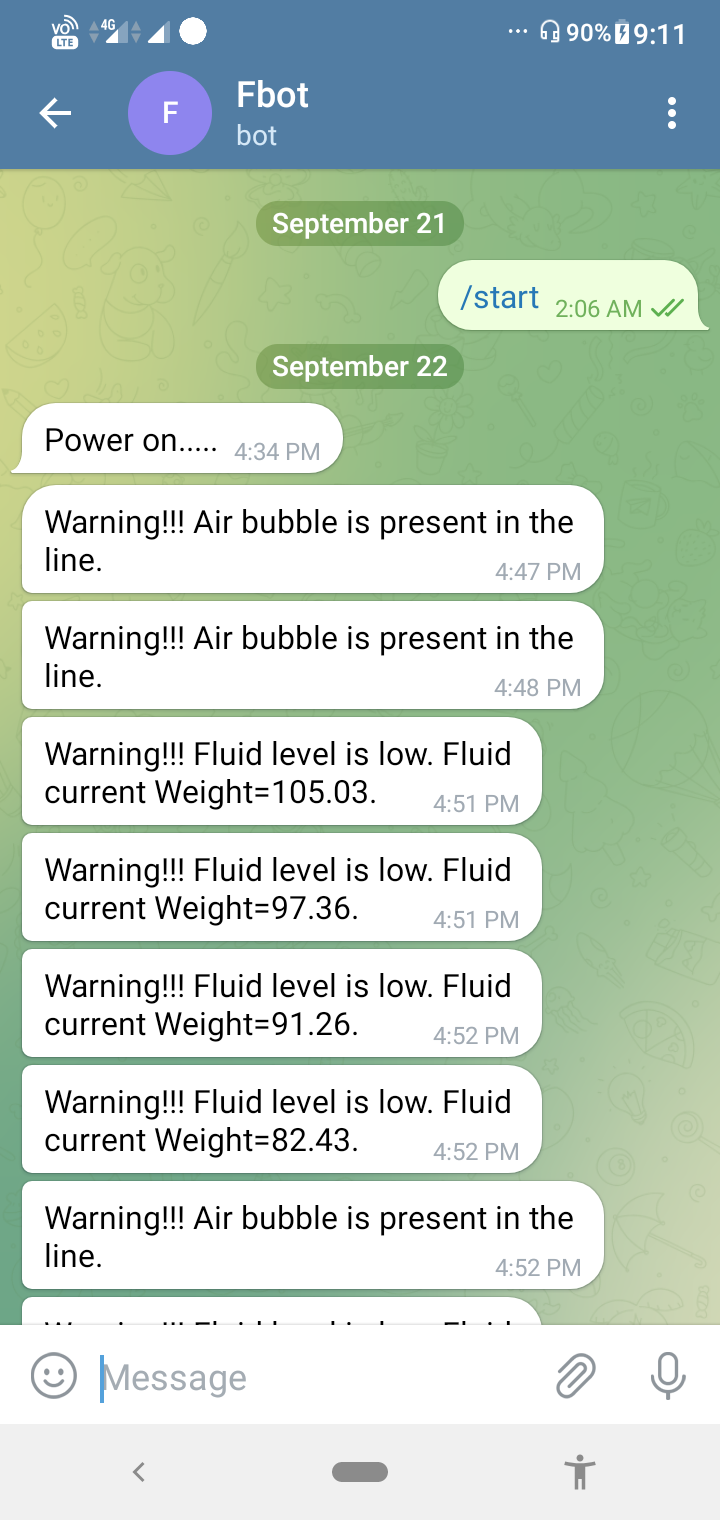 VO LTE 4G 90% 9:11
F
Fbot
bot
September 21
/start 2:06 AM
September 22
Power on..... 4:34 PM
Warning!!! Air bubble is present in the
line.
4:47 PM
Warning!!! Air bubble is present in the
line.
4:48 PM
Warning!!! Fluid level is low. Fluid
current Weight=105.03. 4:51 PM
Warning!!! Fluid level is low. Fluid
current Weight=97.36. 4:51 PM
Warning!!! Fluid level is low. Fluid
current Weight=91.26. 4:52 PM
Warning!!! Fluid level is low. Fluid
current Weight=82.43. 4:52 PM
Warning!!! Air bubble is present in the
line.
4:52 PM
Message